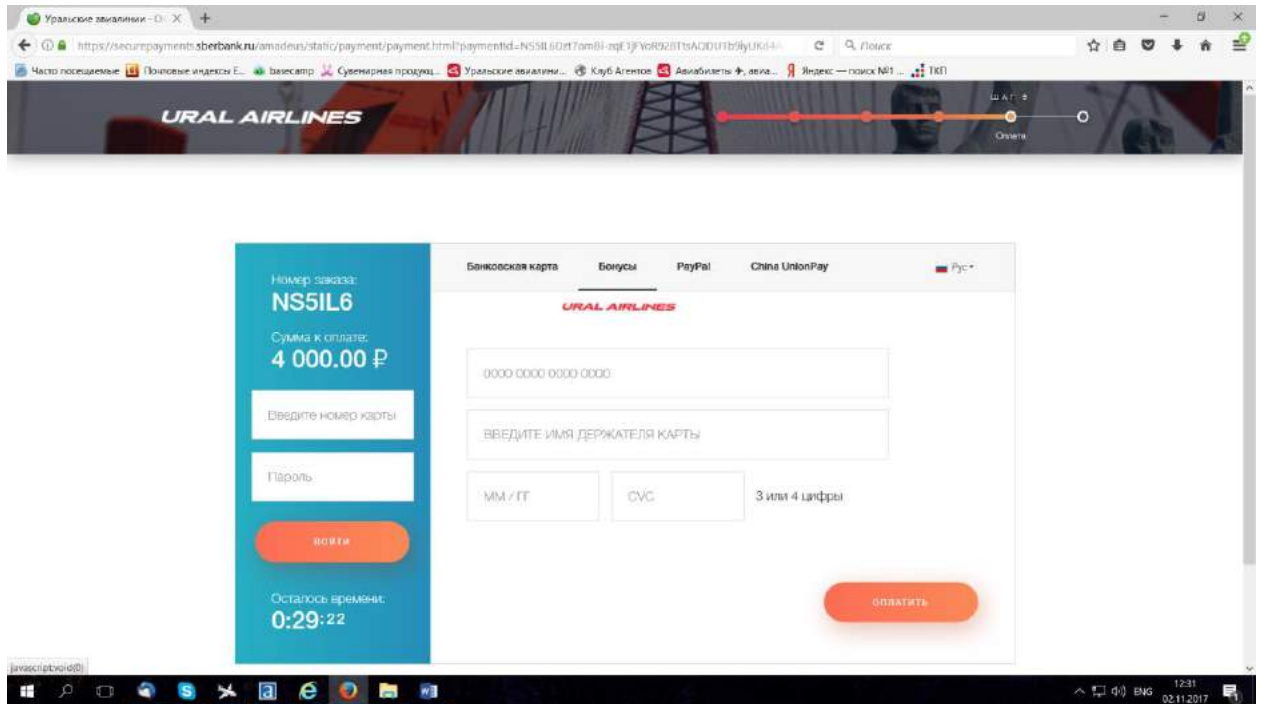 Уральские авиалинии - О
https://securepayments.sberbank.ru/amadeus/static/payment/payment.html?paymentId=
Поиск
Часто посещаемые Почтовые индексы Е... basecamp Сувенирная продукц... Уральские авиалини... Клуб Агентов Авиабилеты ✈, авиа... Яндекс — поиск №1 ... ТКП
URAL AIRLINES
ШАГ
Оплата
Банковская карта Бонусы PayPal China UnionPay Рус
Номер заказа:
NS5IL6
URAL AIRLINES
Сумма к оплате:
4 000.00 ₽
0000 0000 0000 0000
Введите номер карты
ВВЕДИТЕ ИМЯ ДЕРЖАТЕЛЯ КАРТЫ
Пароль
ММ / ГГ CVC 3 или 4 цифры
ВОЙТИ
Осталось времени:
0:29:22
ОПЛАТИТЬ
javascript:void(0)
ENG
12:31
02.11.2017